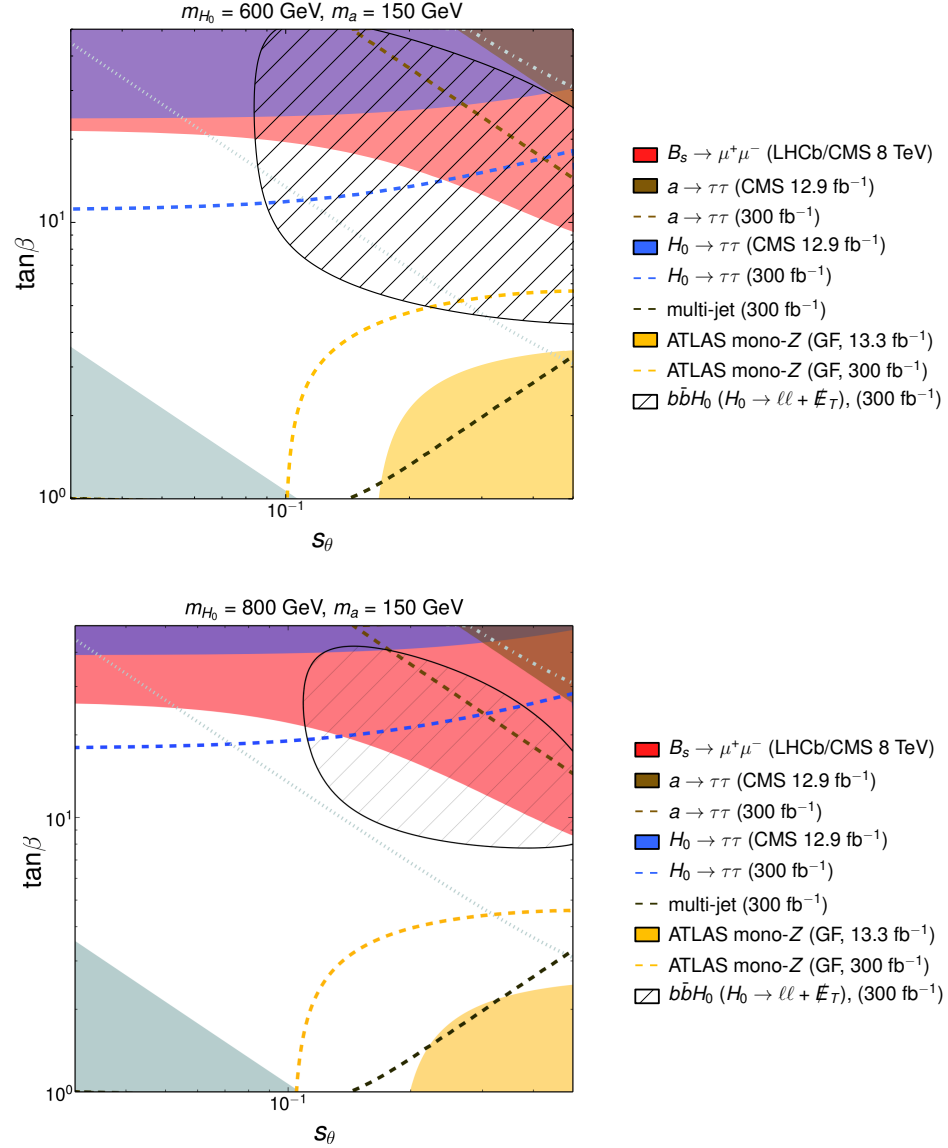 m_{H_0} = 600 GeV, m_a = 150 GeV
tanβ
10^1
10^0
10^{-1}
s_θ
B_s → μ^+μ^- (LHCb/CMS 8 TeV)
a → ττ (CMS 12.9 fb^{-1})
a → ττ (300 fb^{-1})
H_0 → ττ (CMS 12.9 fb^{-1})
H_0 → ττ (300 fb^{-1})
multi-jet (300 fb^{-1})
ATLAS mono-Z (GF, 13.3 fb^{-1})
ATLAS mono-Z (GF, 300 fb^{-1})
bb̄H_0 (H_0 → ℓℓ + E̸_T), (300 fb^{-1})
m_{H_0} = 800 GeV, m_a = 150 GeV
tanβ
10^1
10^0
10^{-1}
s_θ
B_s → μ^+μ^- (LHCb/CMS 8 TeV)
a → ττ (CMS 12.9 fb^{-1})
a → ττ (300 fb^{-1})
H_0 → ττ (CMS 12.9 fb^{-1})
H_0 → ττ (300 fb^{-1})
multi-jet (300 fb^{-1})
ATLAS mono-Z (GF, 13.3 fb^{-1})
ATLAS mono-Z (GF, 300 fb^{-1})
bb̄H_0 (H_0 → ℓℓ + E̸_T), (300 fb^{-1})